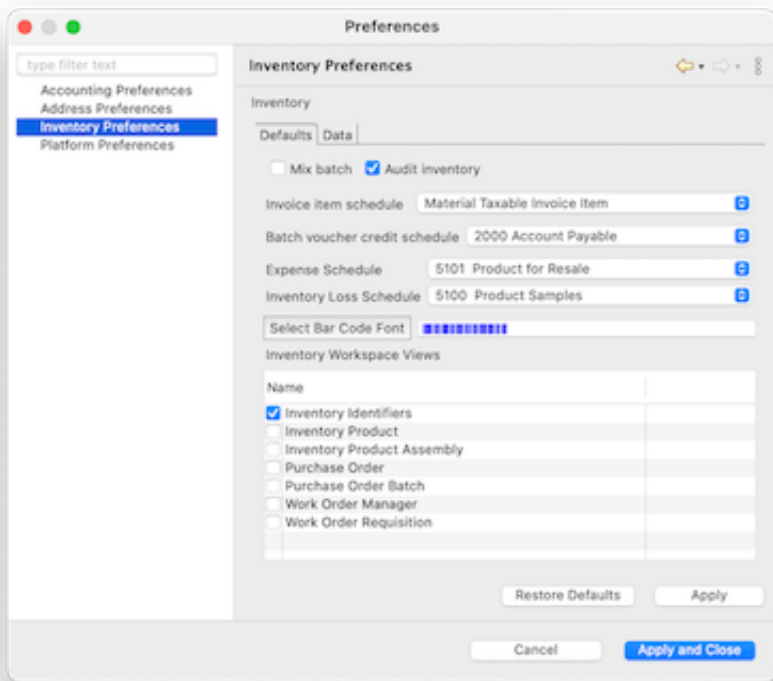 Preferences
type filter text
Accounting Preferences
Address Preferences
Inventory Preferences
Platform Preferences
Inventory Preferences
Inventory
Defaults Data
Mix batch Audit inventory
Invoice item schedule Material Taxable Invoice Item
Batch voucher credit schedule 2000 Account Payable
Expense Schedule 5101 Product for Resale
Inventory Loss Schedule 5100 Product Samples
Select Bar Code Font
Inventory Workspace Views
Name
Inventory Identifiers
Inventory Product
Inventory Product Assembly
Purchase Order
Purchase Order Batch
Work Order Manager
Work Order Requisition
Restore Defaults Apply
Cancel Apply and Close